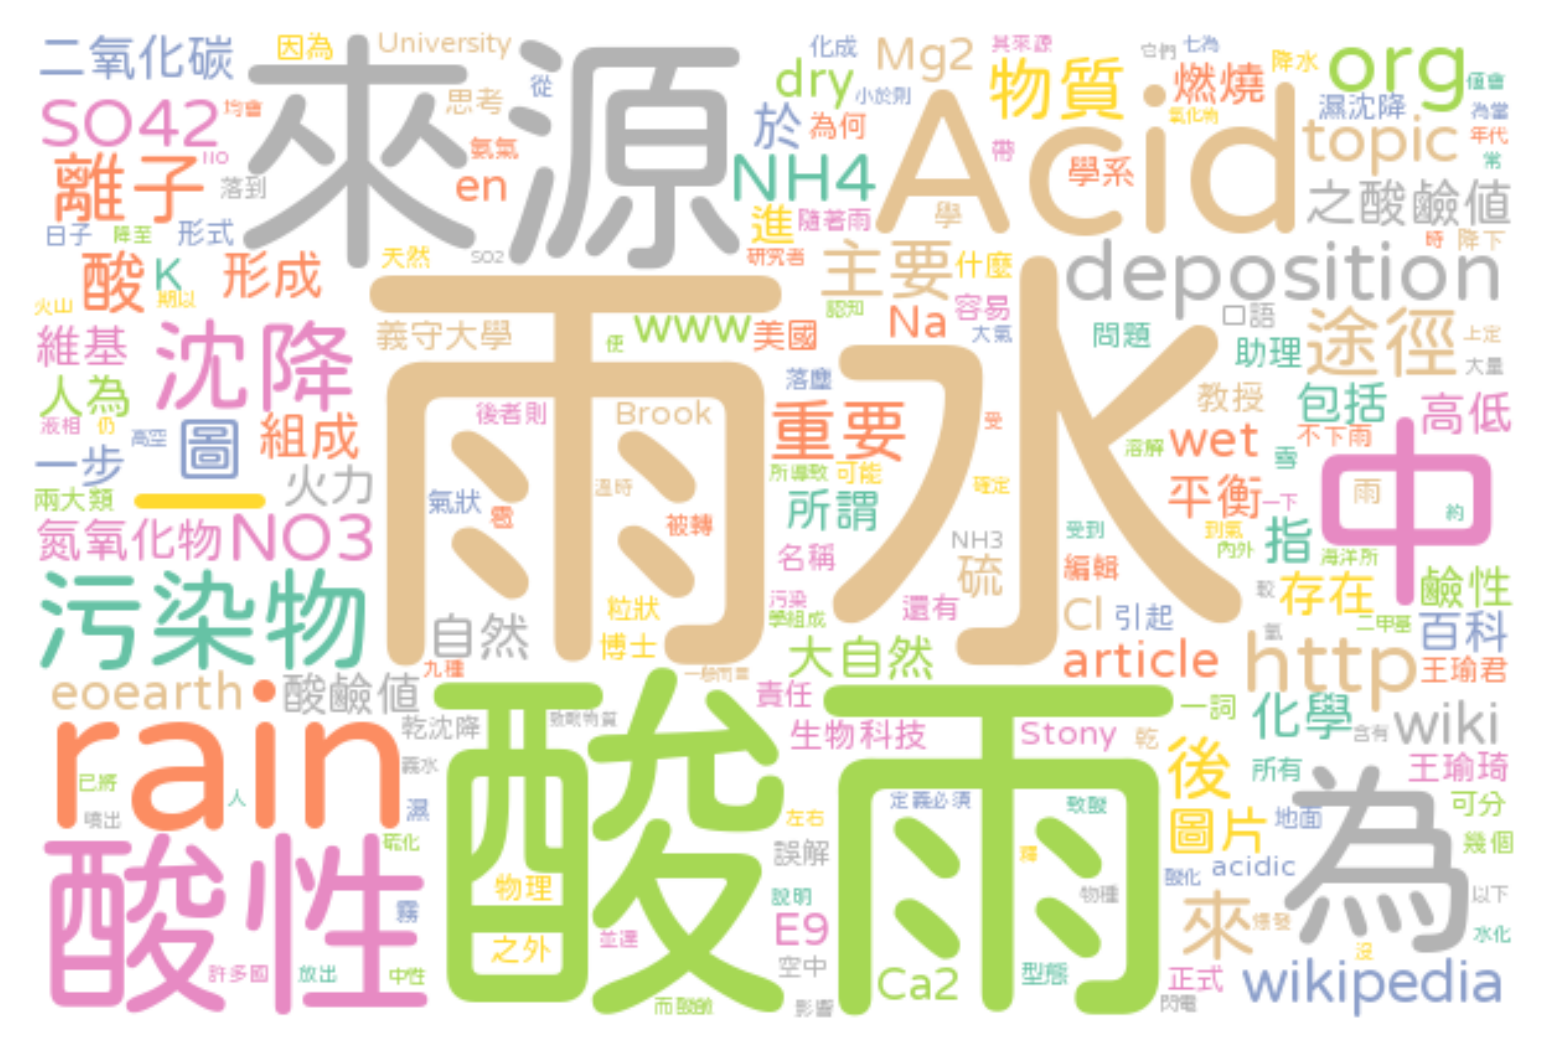 二氧化碳
因為
University
來源
從
化成
Mg2
其來源
它們
七為
降水
org
僅會
dry
物質
燃燒
SO42
均會
思考
小於則
氧化物
濕沈降
為當
年代
常
於
為何
Acid
topic
離子
落到
氨氣
en
NH4
帶
學系
之酸鹼值
日子
降至
形式
進
隨著雨
學
時
降下
天然
SO2
研究者
主要
什麼
deposition
酸
K
形成
火山
期以
認知
容易
口語
維基
沈降
義守大學
便
www
美國
Na
大氣
問題
助理
途徑
上定
大量
人為
液相
仍
高空
圖
組成
落塵
雨水
後者則
Brook
重要
受
教授
包括
高低
一步
火力
wet
溶解
不下雨
雪
中
兩大類
一
所導致
可能
確定
平衡
一下
雨
約
氮氧化物
NO3
氣狀
雹
溫時
被轉
所謂
名稱
NH3
受到
到氣
內外
指
海洋所
污染物
自然
粒狀
博士
污染
學組成
硫
還有
編輯
Cl
引起
較
存在
鹼性
二甲基
百科
eoearth
酸鹼值
九種
大自然
article
氫
http
王瑜君
rain
乾沈降
致酸物質
責任
生物科技
Stony
乾
一詞
化學
含有
wiki
已將
噴出
人
義水
濕
酸雨
定義必須
致酸
後
所有
王瑜琦
為
可分
硫化
左右
誤解
圖片
地面
幾個
酸性
霧
物理
說明
釋
物種
酸化
acidic
以下
之外
並達
E9
來
爆發
沒
水化
許多國
放出
中性
空中
Ca2
型態
正式
wikipedia
影響
閃電